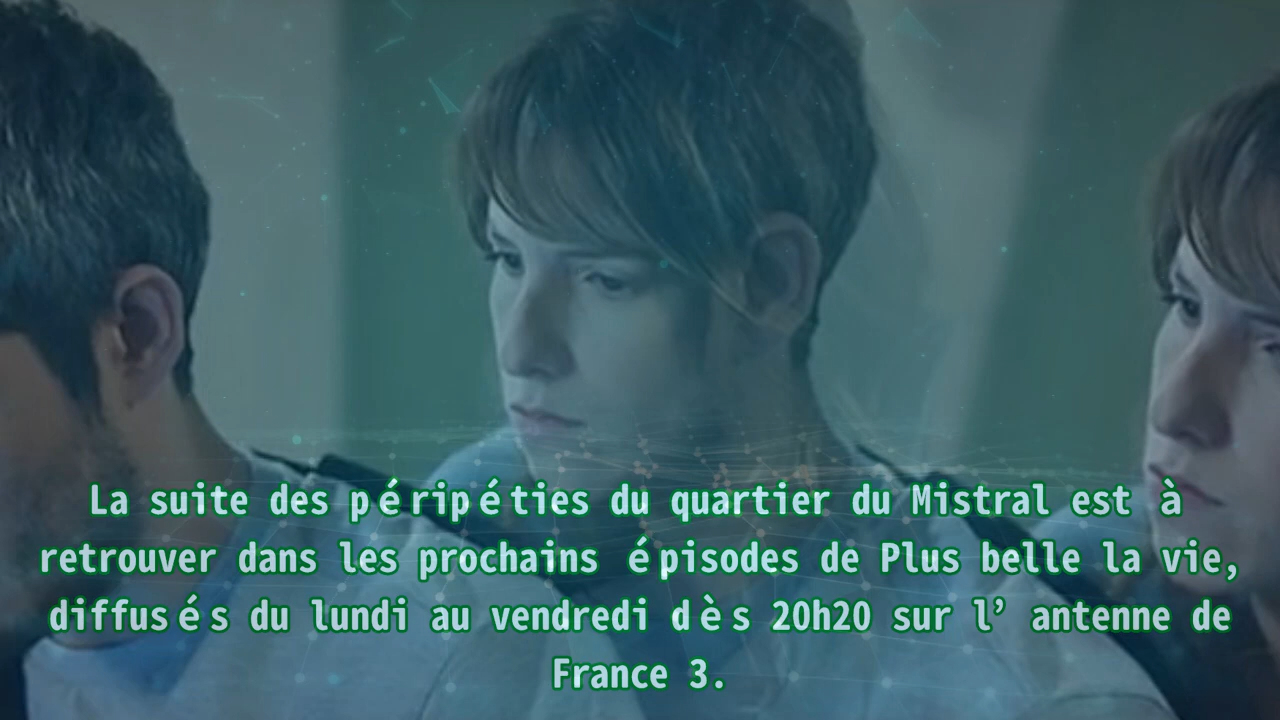 La suite des péripéties du quartier du Mistral est à
retrouver dans les prochains épisodes de Plus belle la vie,
diffusés du lundi au vendredi dès 20h20 sur l’ antenne de
France 3.